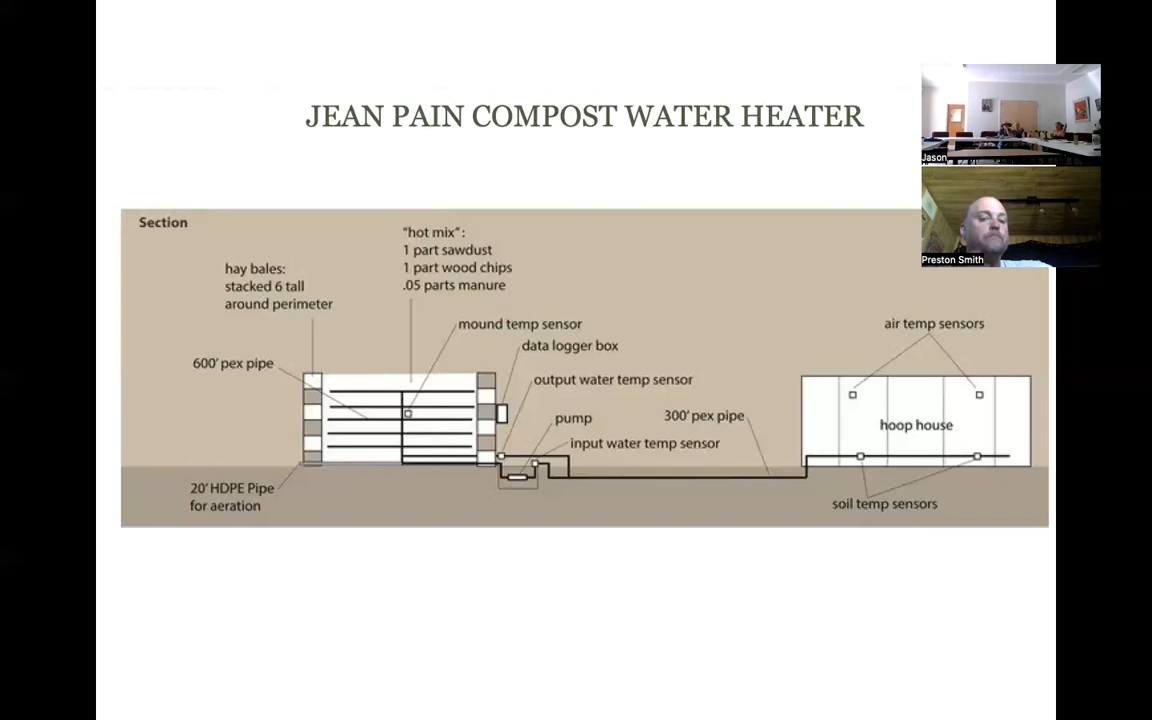 JEAN PAIN COMPOST WATER HEATER
Jason
Preston Smith
Section
"hot mix":
1 part sawdust
1 part wood chips
.05 parts manure
hay bales:
stacked 6 tall
around perimeter
mound temp sensor
air temp sensors
data logger box
600' pex pipe
output water temp sensor
pump
300' pex pipe
input water temp sensor
hoop house
20' HDPE Pipe
for aeration
soil temp sensors